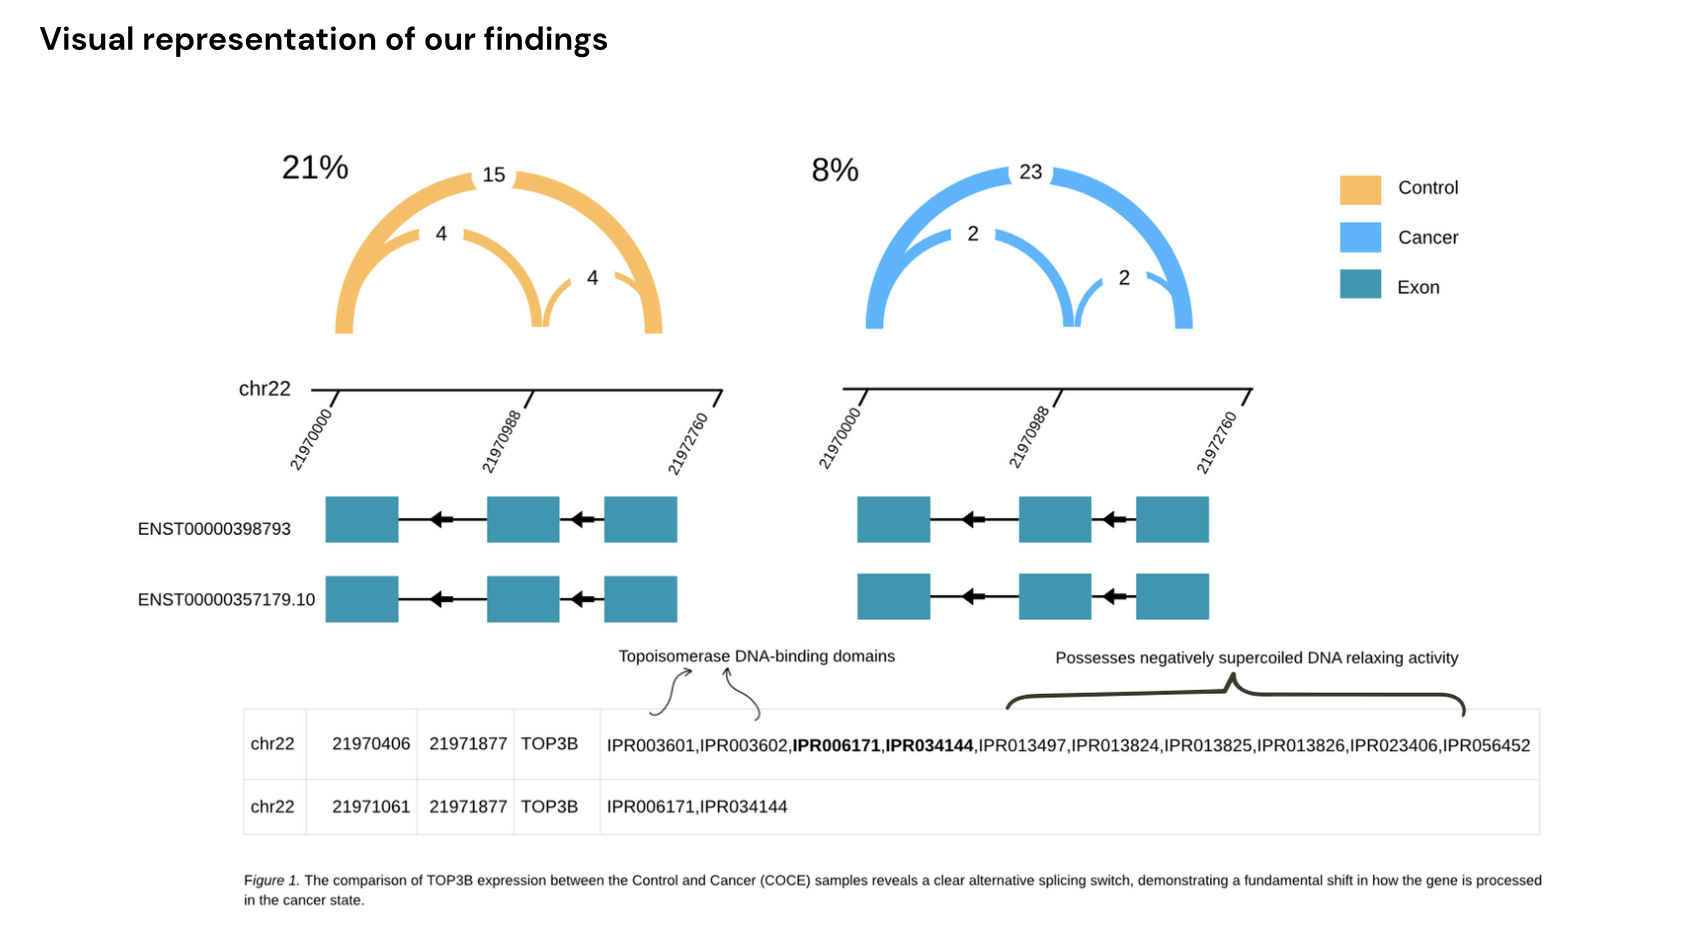 Visual representation of our findings
21%
15
4
4
8%
23
2
2
Control
Cancer
Exon
chr22
21970000
21970988
21972760
21970000
21970988
21972760
ENST00000398793
ENST00000357179.10
Topoisomerase DNA-binding domains
Possesses negatively supercoiled DNA relaxing activity
chr22 21970406 21971877 TOP3B IPR003601,IPR003602,IPR006171,IPR034144,IPR013497,IPR013824,IPR013825,IPR013826,IPR023406,IPR056452
chr22 21971061 21971877 TOP3B IPR006171,IPR034144
Figure 1. The comparison of TOP3B expression between the Control and Cancer (COCE) samples reveals a clear alternative splicing switch, demonstrating a fundamental shift in how the gene is processed
in the cancer state.